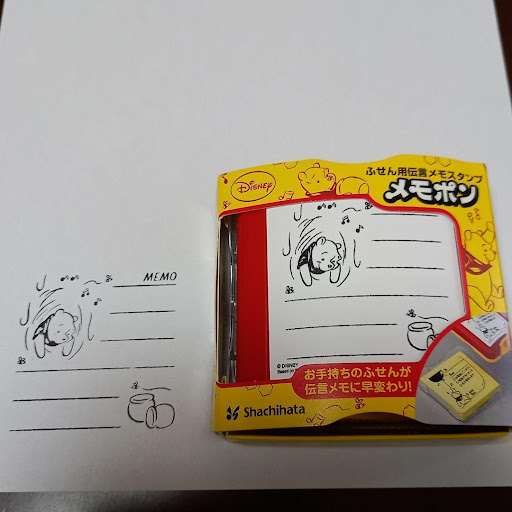 MEMO
Disney
ふせん用伝言メモスタンプ
メモポン
© DISNEY
お手持ちのふせんが
伝言メモに早変わり!
Shachihata